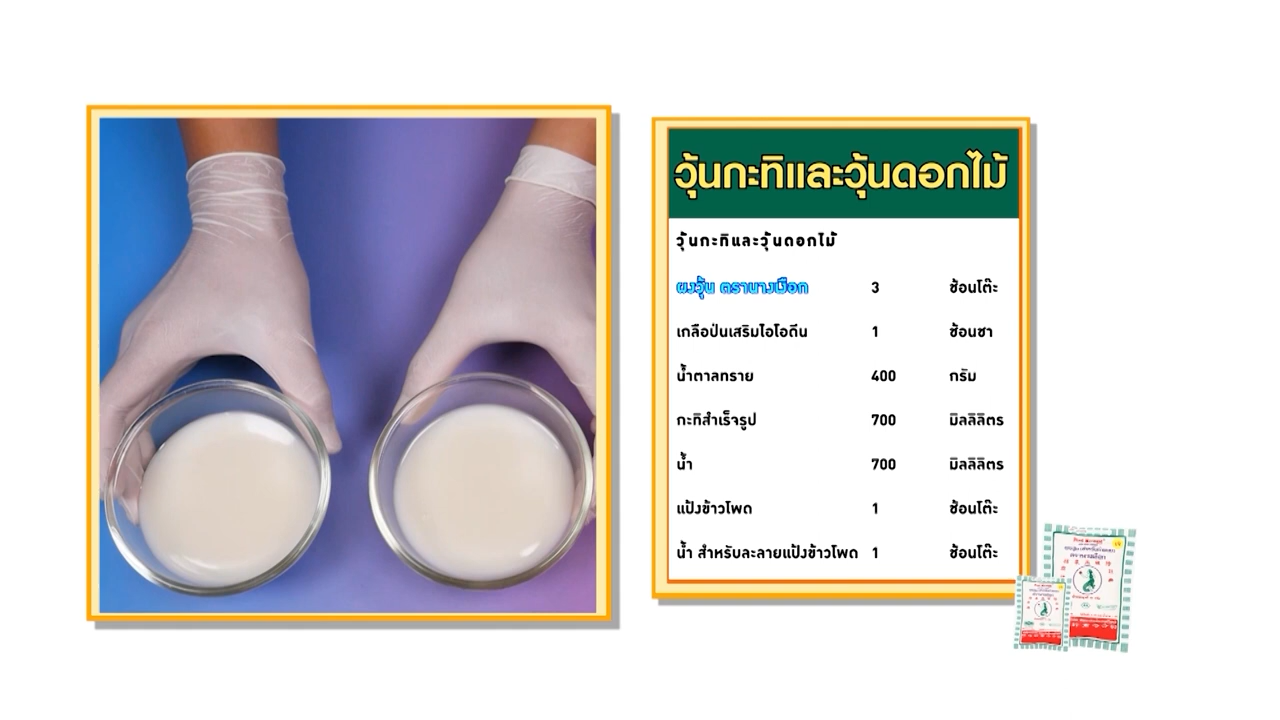 วุ้นกะทิและวุ้นดอกไม้
วุ้นกะทิและวุ้นดอกไม้
ผงวุ้น ตรานางเงือก 3 ช้อนโต๊ะ
เกลือป่นเสริมไอโอดีน 1 ช้อนชา
น้ำตาลทราย 400 กรัม
กะทิสำเร็จรูป 700 มิลลิลิตร
น้ำ 700 มิลลิลิตร
แป้งข้าวโพด 1 ช้อนโต๊ะ
น้ำ สำหรับละลายแป้งข้าวโพด 1 ช้อนโต๊ะ